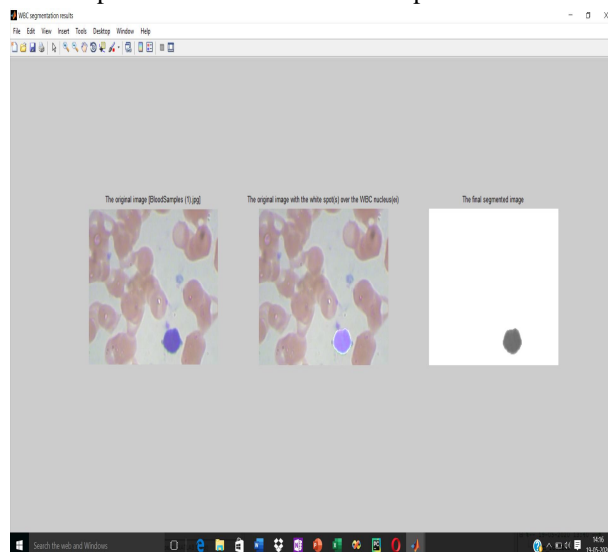 WBC segmentation results
File Edit View Insert Tools Desktop Window Help
The original image [BloodSamples (1).jpg]
The original image with the white spot(s) over the WBC nucleus(ei)
The final segmented image
Search the web and Windows
14:16